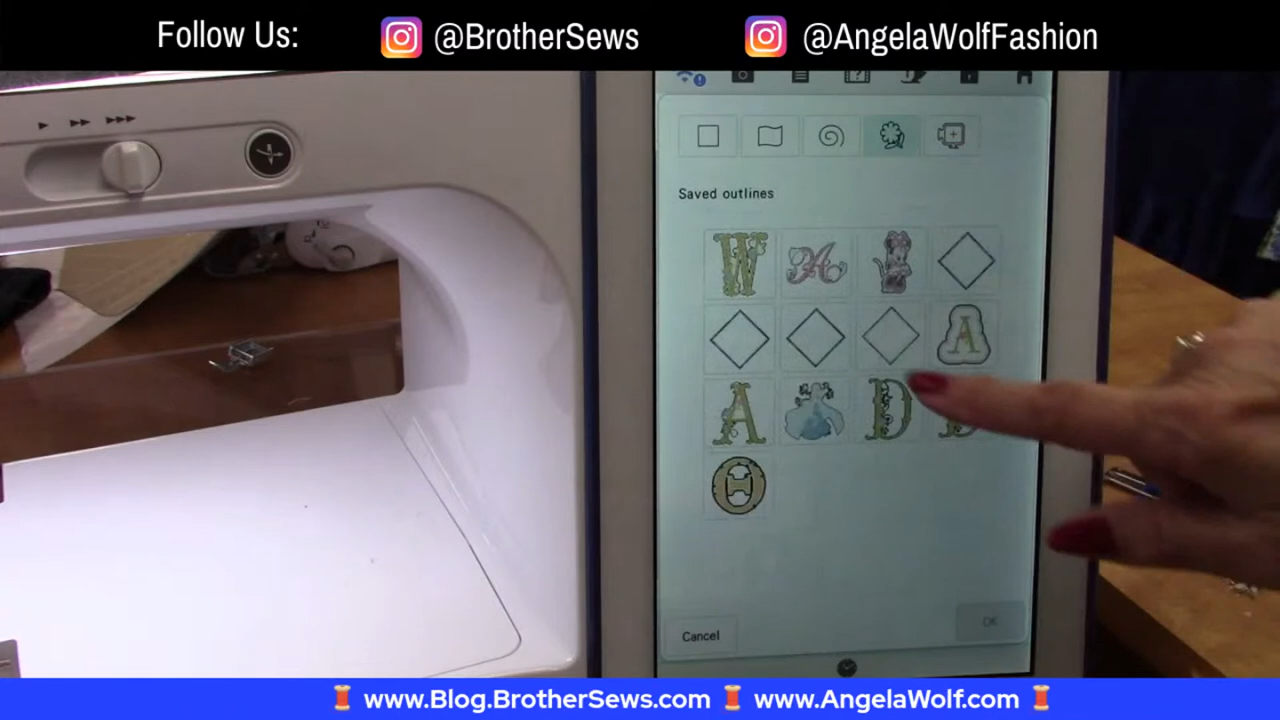 Follow Us: @BrotherSews @AngelaWolfFashion
Saved outlines
W A
A
A D D
Θ
Cancel
OK
www.Blog.BrotherSews.com www.AngelaWolf.com